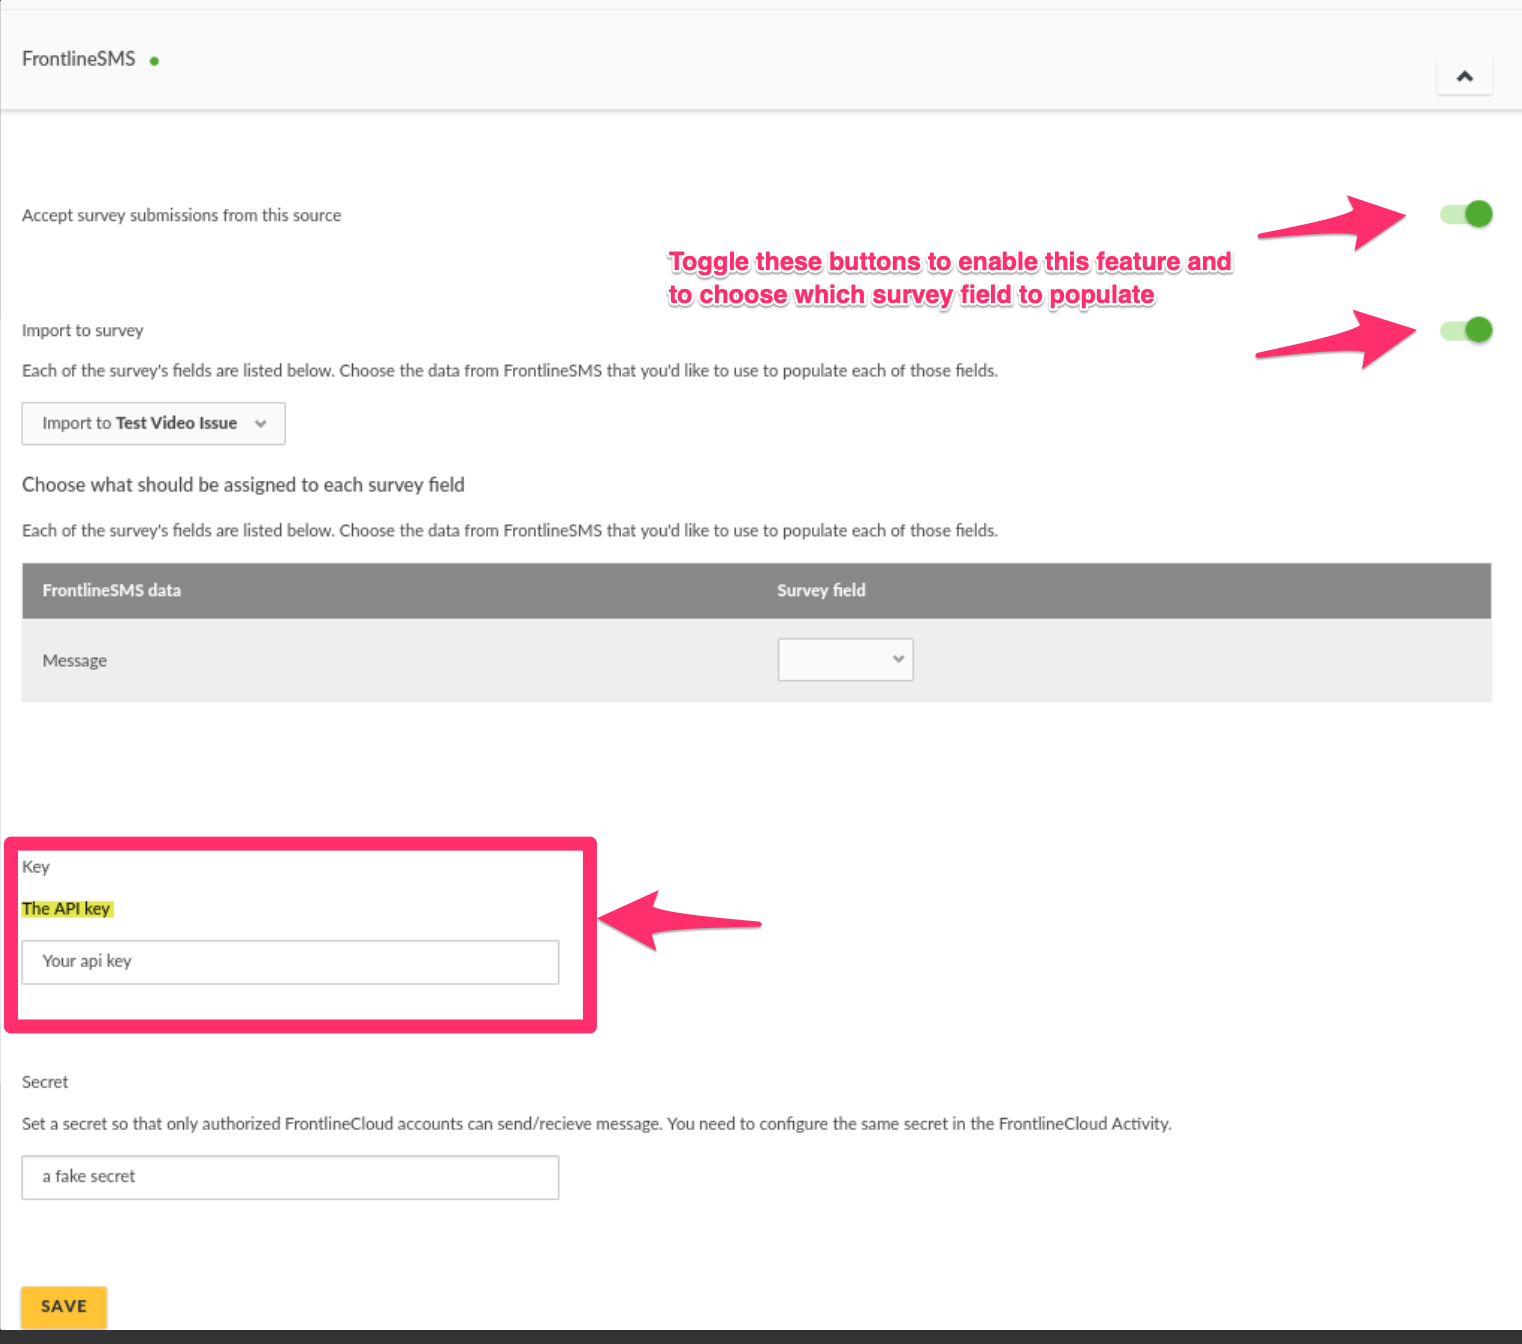 FrontlineSMS
Accept survey submissions from this source
Toggle these buttons to enable this feature and
to choose which survey field to populate
Import to survey
Each of the survey's fields are listed below. Choose the data from FrontlineSMS that you'd like to use to populate each of those fields.
Import to Test Video Issue
Choose what should be assigned to each survey field
Each of the survey's fields are listed below. Choose the data from FrontlineSMS that you'd like to use to populate each of those fields.
FrontlineSMS data Survey field
Message
Key
The API key
Your api key
Secret
Set a secret so that only authorized FrontlineCloud accounts can send/recieve message. You need to configure the same secret in the FrontlineCloud Activity.
a fake secret
SAVE